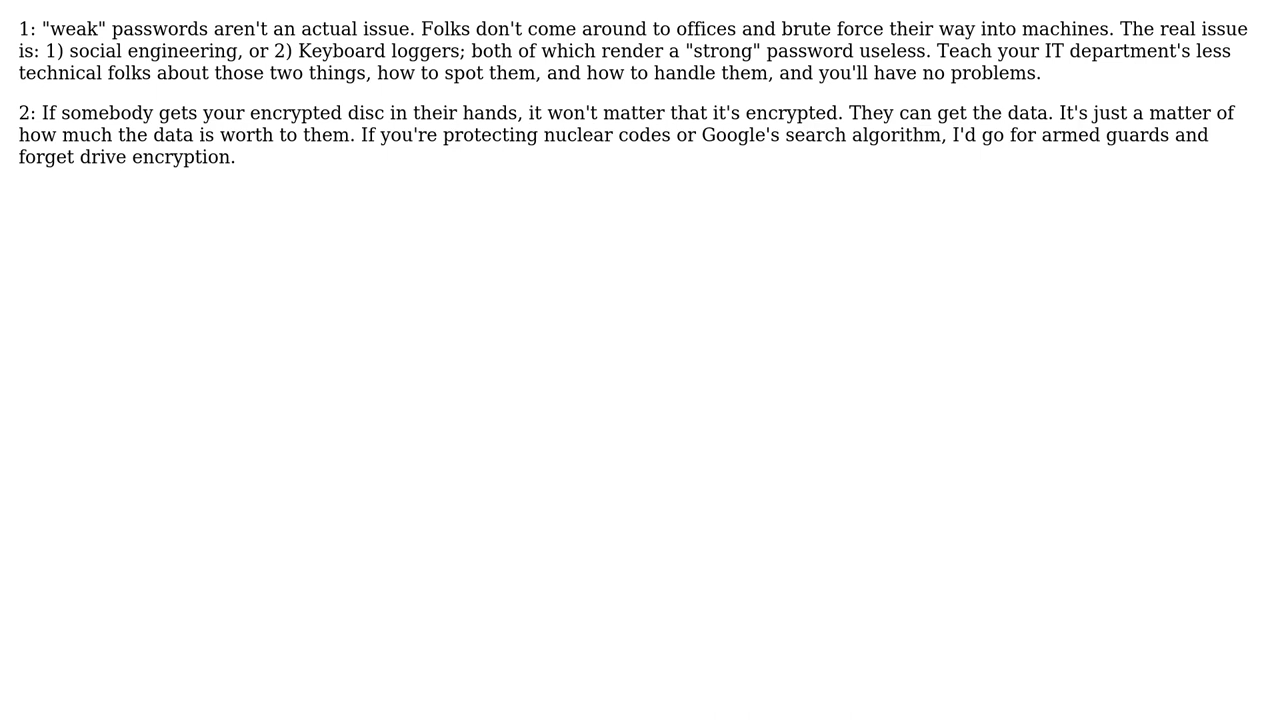 1: "weak" passwords aren't an actual issue. Folks don't come around to offices and brute force their way into machines. The real issue
is: 1) social engineering, or 2) Keyboard loggers; both of which render a "strong" password useless. Teach your IT department's less
technical folks about those two things, how to spot them, and how to handle them, and you'll have no problems.
2: If somebody gets your encrypted disc in their hands, it won't matter that it's encrypted. They can get the data. It's just a matter of
how much the data is worth to them. If you're protecting nuclear codes or Google's search algorithm, I'd go for armed guards and
forget drive encryption.